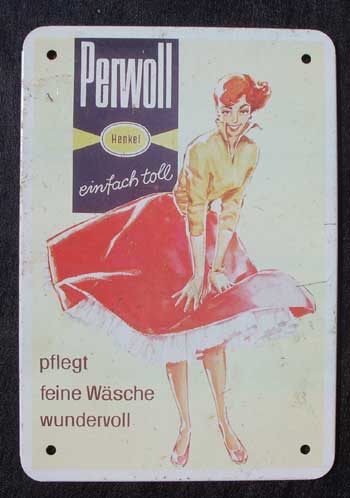 Perwoll
Henkel
einfach toll
pflegt
feine Wäsche
wundervoll